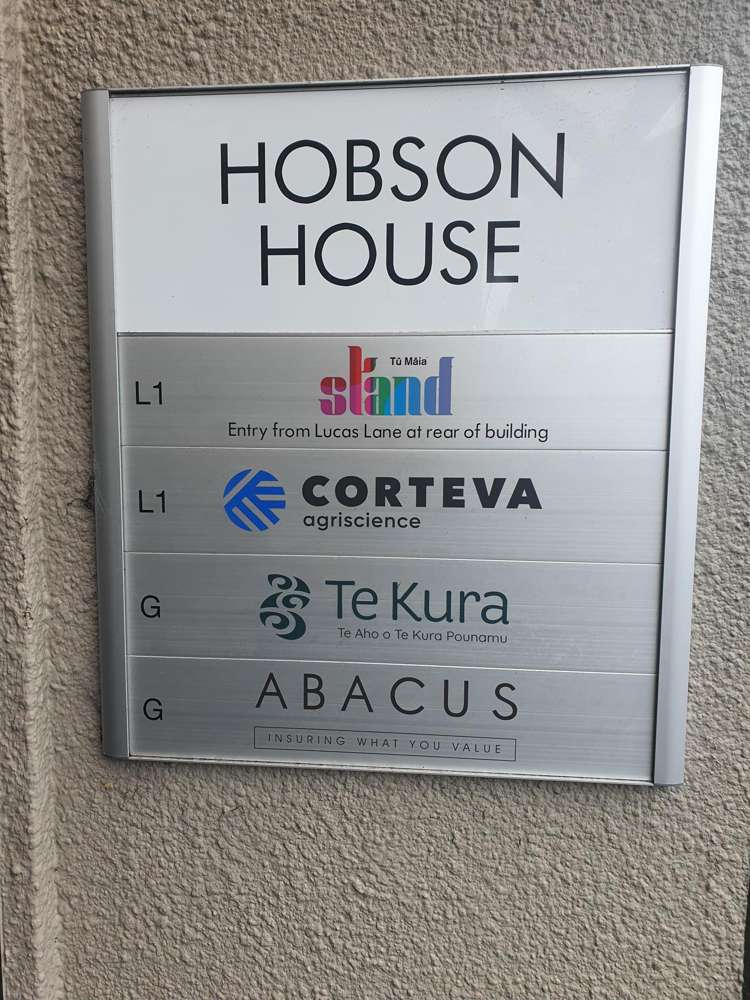 HOBSON
HOUSE
L1
Tū Māia
stand
Entry from Lucas Lane at rear of building
L1
CORTEVA
agriscience
G
Te Kura
Te Aho o Te Kura Pounamu
G
ABACUS
INSURING WHAT YOU VALUE